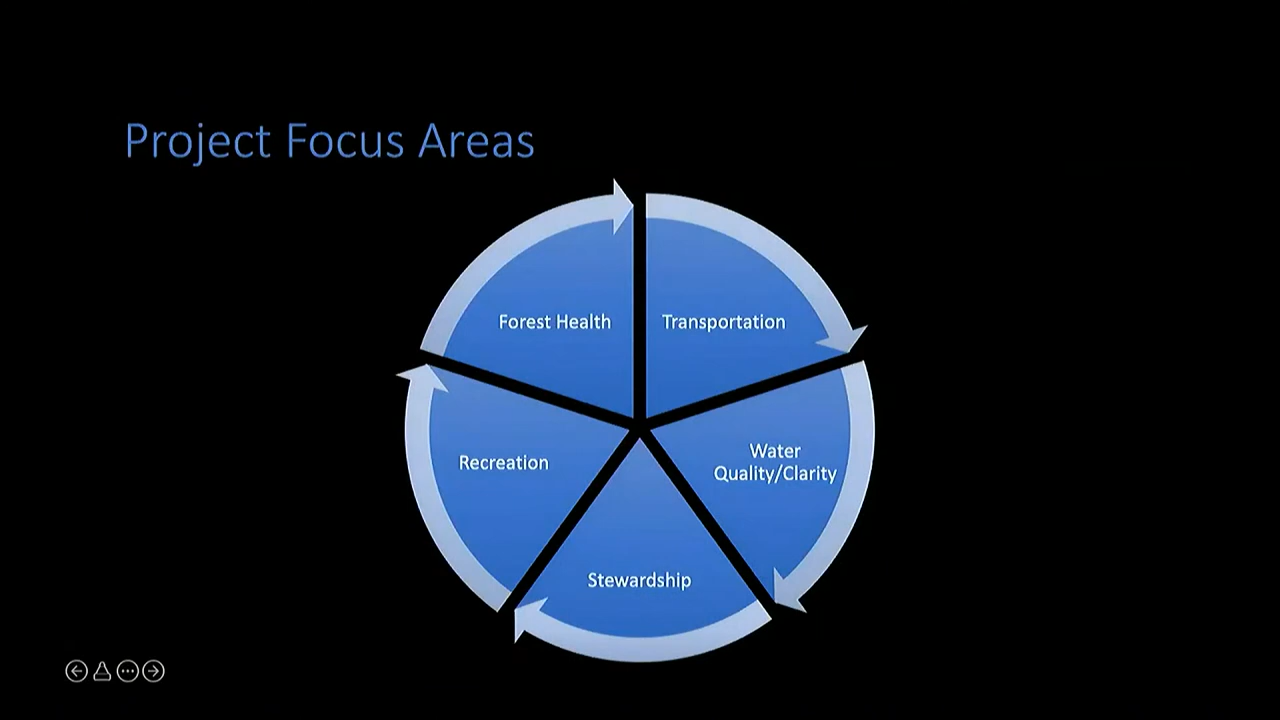 Project Focus Areas
Forest Health
Transportation
Recreation
Water
Quality/Clarity
Stewardship